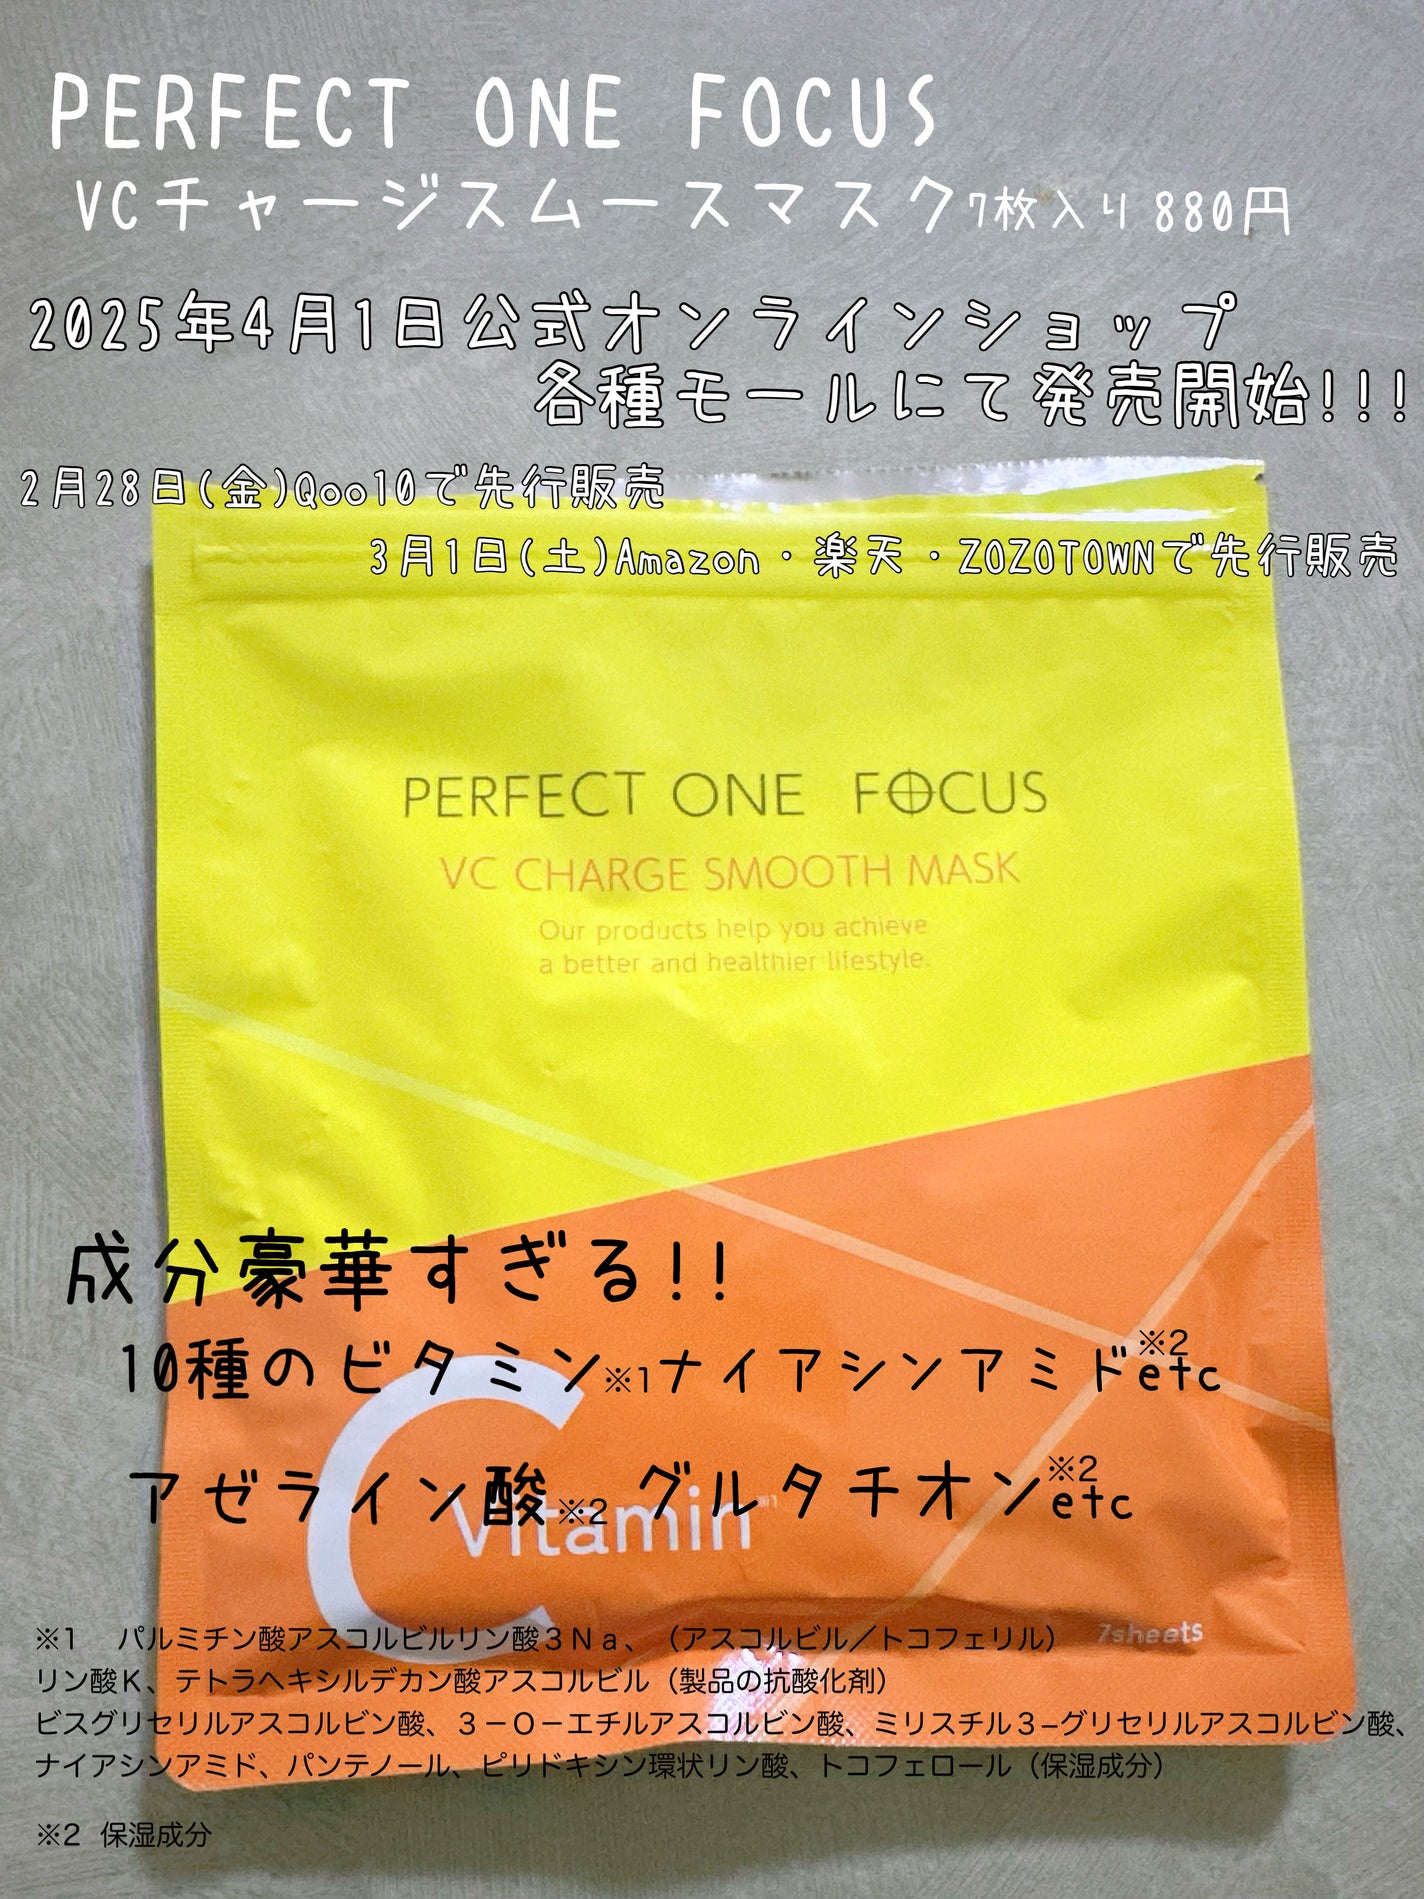 PERFECT ONE FOCUS
VCチャージスムースマスク7枚入り 880円
2025年4月1日公式オンラインショップ
各種モールにて発売開始!!!
2月28日(金)Qoo10で先行販売
3月1日(土)Amazon・楽天・ZOZOTOWNで先行販売
PERFECT ONE FOCUS
VC CHARGE SMOOTH MASK
Our products help you achieve
a better and healthier lifestyle.
成分豪華すぎる!!
10種のビタミン※1ナイアシンアミド※2etc
アゼライン酸※2 グルタチオン※2etc
C Vitamin※1
7sheets
※1 パルミチン酸アスコルビルリン酸３Ｎａ、（アスコルビル／トコフェリル）
リン酸Ｋ、テトラヘキシルデカン酸アスコルビル（製品の抗酸化剤）
ビスグリセリルアスコルビン酸、３－Ｏ－エチルアスコルビン酸、ミリスチル３−グリセリルアスコルビン酸、
ナイアシンアミド、パンテノール、ピリドキシン環状リン酸、トコフェロール（保湿成分）
※2 保湿成分